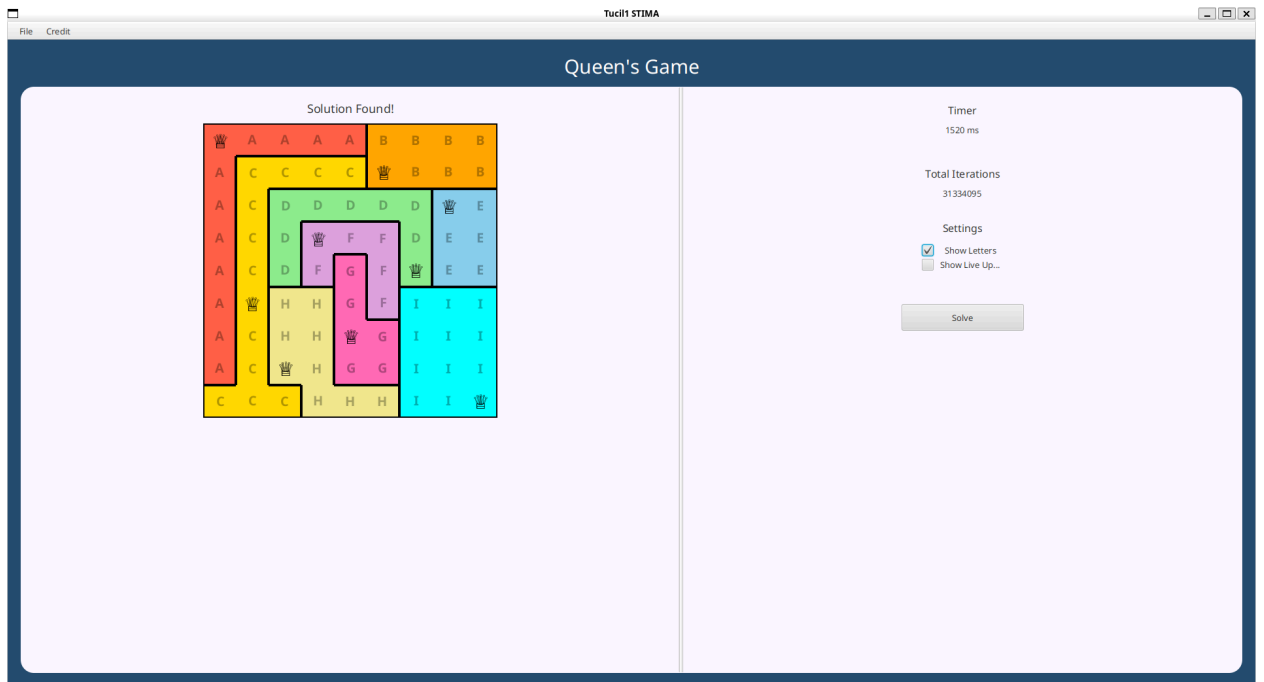 Tucil1 STIMA
File Credit
Queen's Game
Solution Found!
A A A A B B B B
A C C C C B B B
A C D D D D D E
A C D F F D E E
A C D F G F E E
A H H G F I I I
A C H H G I I I
A C H G G I I I
C C C H H H I I
Timer
1520 ms
Total Iterations
31334095
Settings
Show Letters
Show Live Up...
Solve